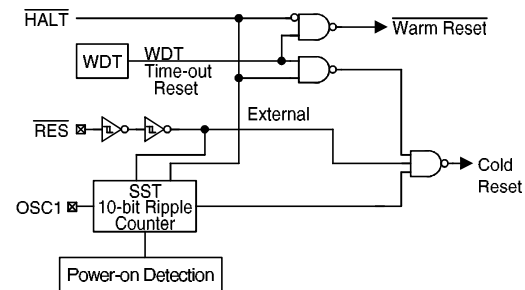 HALT
Warm Reset
WDT
WDT
Time-out
Reset
RES
External
Cold
Reset
SST
10-bit Ripple
Counter
OSC1
Power-on Detection